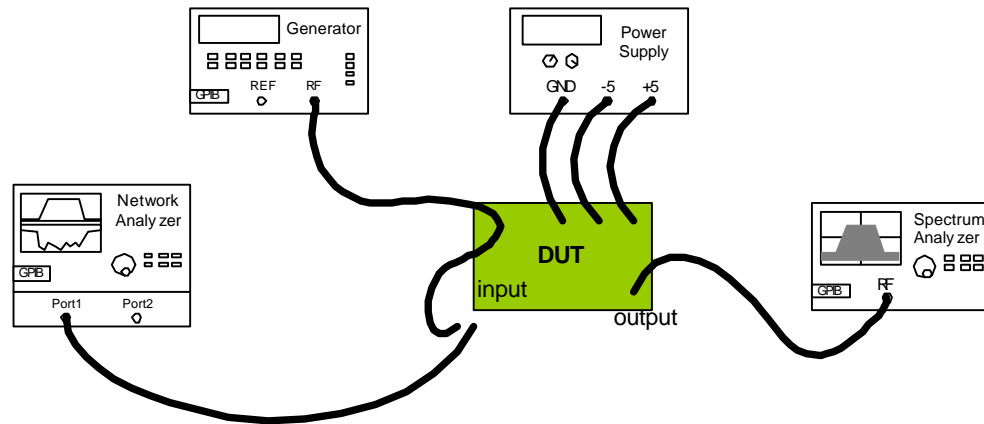 Generator
REF
RF
GPIB
Power
Supply
GND
-5
+5
Network
Analyzer
GPIB
Port1
Port2
DUT
input
output
Spectrum
Analyzer
GPIB
RF